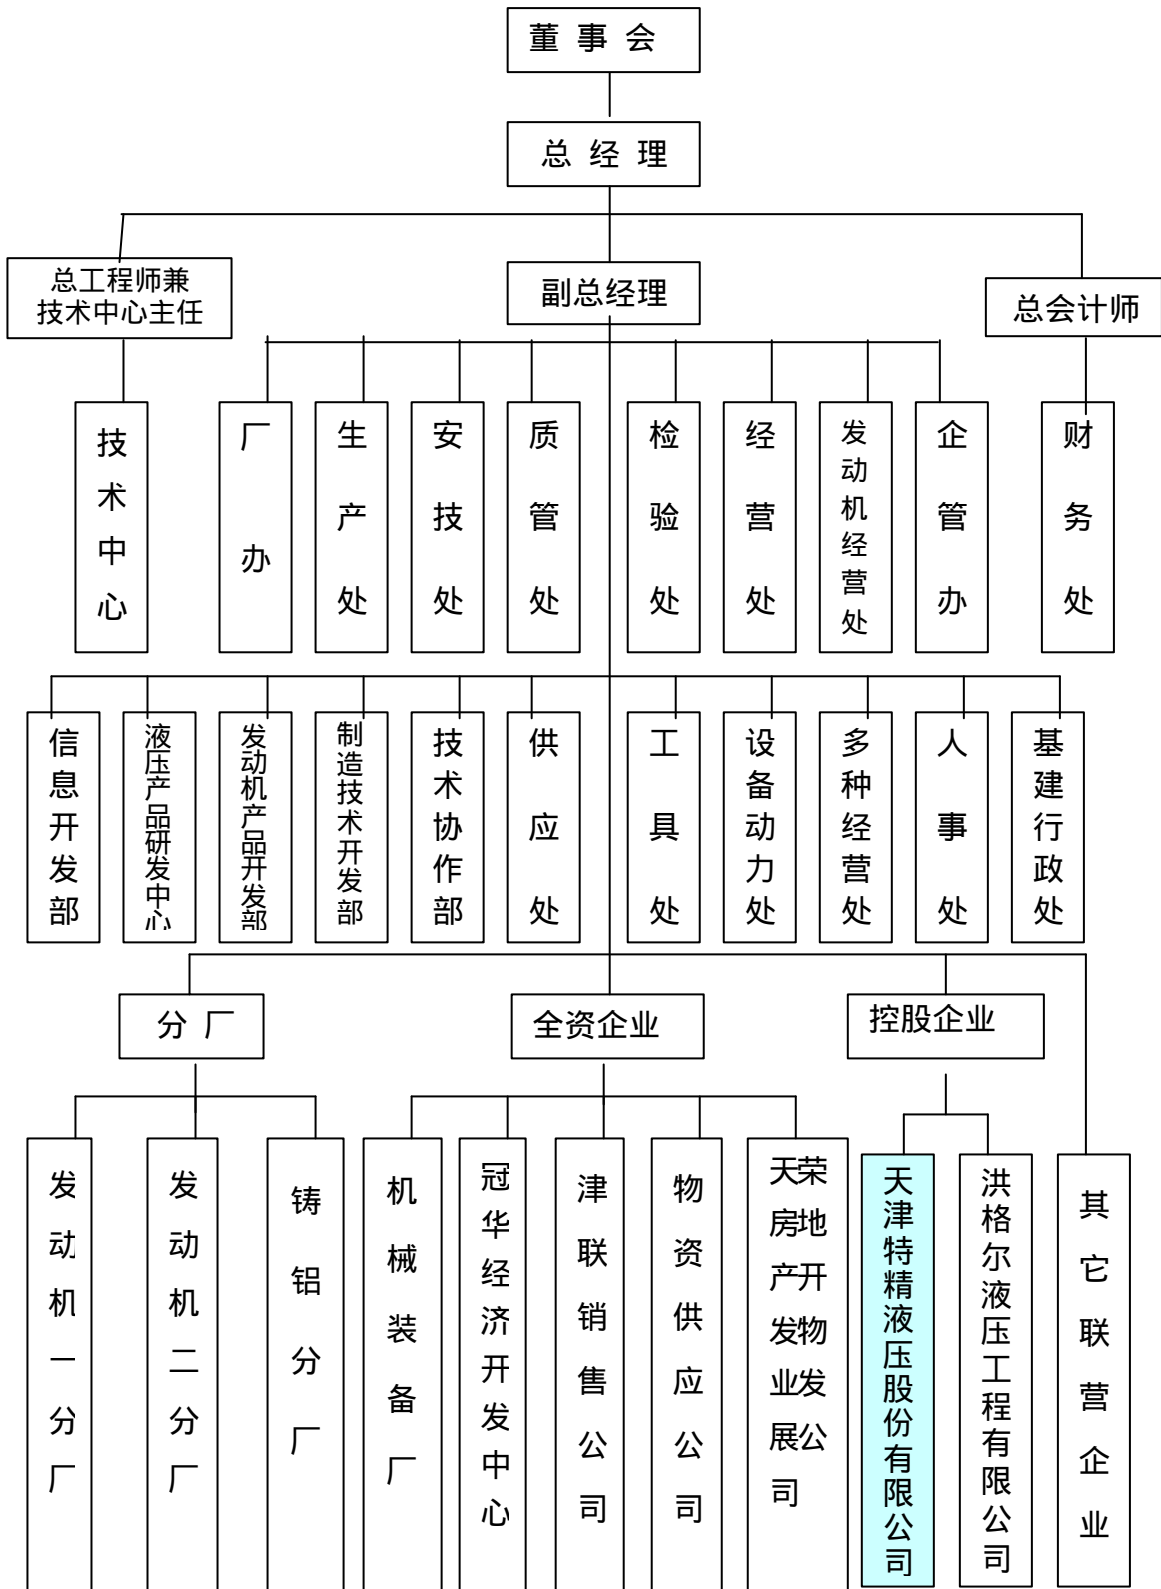 董事会
总经理
总工程师兼
技术中心主任
副总经理
总会计师
技术中心
厂办
生产处
安技处
质管处
检验处
经营处
发动机经营处
企管办
财务处
信息开发部
液压产品研发中心
发动机产品开发部
制造技术开发部
技术协作部
供应处
工具处
设备动力处
多种经营处
人事处
基建行政处
分厂
全资企业
控股企业
发动机一分厂
发动机二分厂
铸铝分厂
机械装备厂
冠华经济开发中心
津联销售公司
物资供应公司
天荣房地产开发物业发展公司
天津特精液压股份有限公司
洪格尔液压工程有限公司
其它联营企业